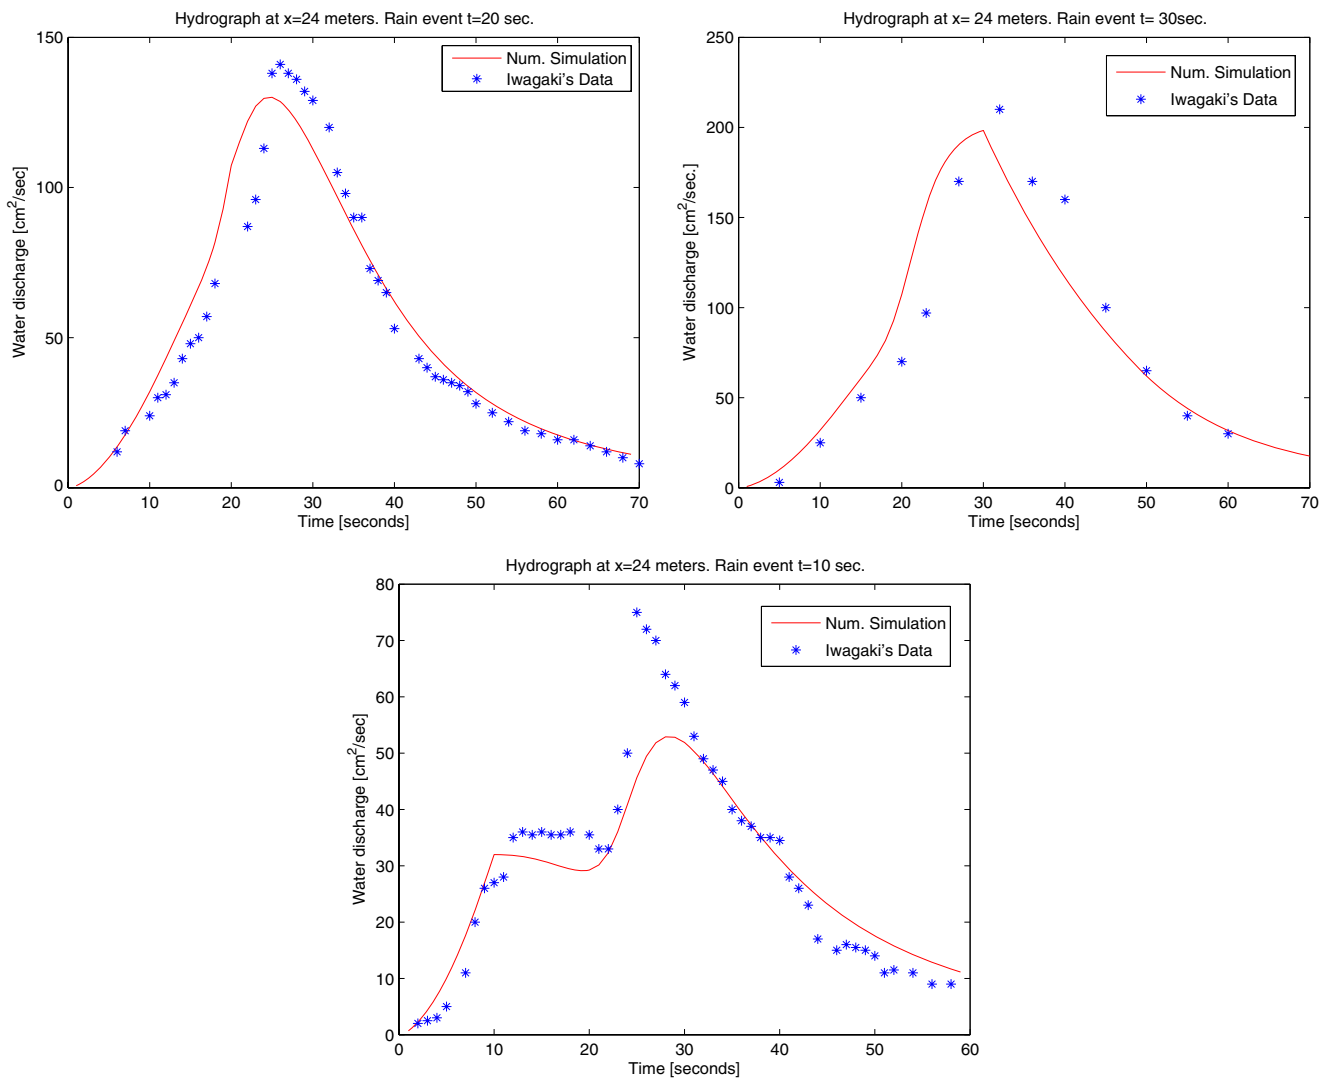 Hydrograph at x=24 meters. Rain event t=20 sec.
150
100
50
0
Water discharge [cm²/sec]
Num. Simulation
Iwagaki's Data
0 10 20 30 40 50 60 70
Time [seconds]
Hydrograph at x= 24 meters. Rain event t= 30sec.
250
200
150
100
50
0
Water discharge [cm²/sec.]
Num. Simulation
Iwagaki's Data
0 10 20 30 40 50 60 70
Time [seconds]
Hydrograph at x=24 meters. Rain event t=10 sec.
80
70
60
50
40
30
20
10
0
Water discharge [cm²/sec]
Num. Simulation
Iwagaki's Data
0 10 20 30 40 50 60
Time [seconds]